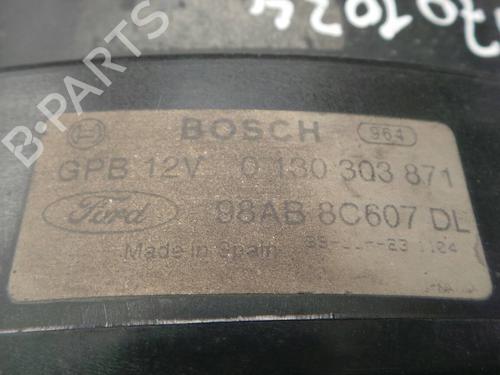 BOSCH 964
GPB 12V 0 130 303 871
Ford 98AB 8C607 DL
Made in Spain
B-PARTS